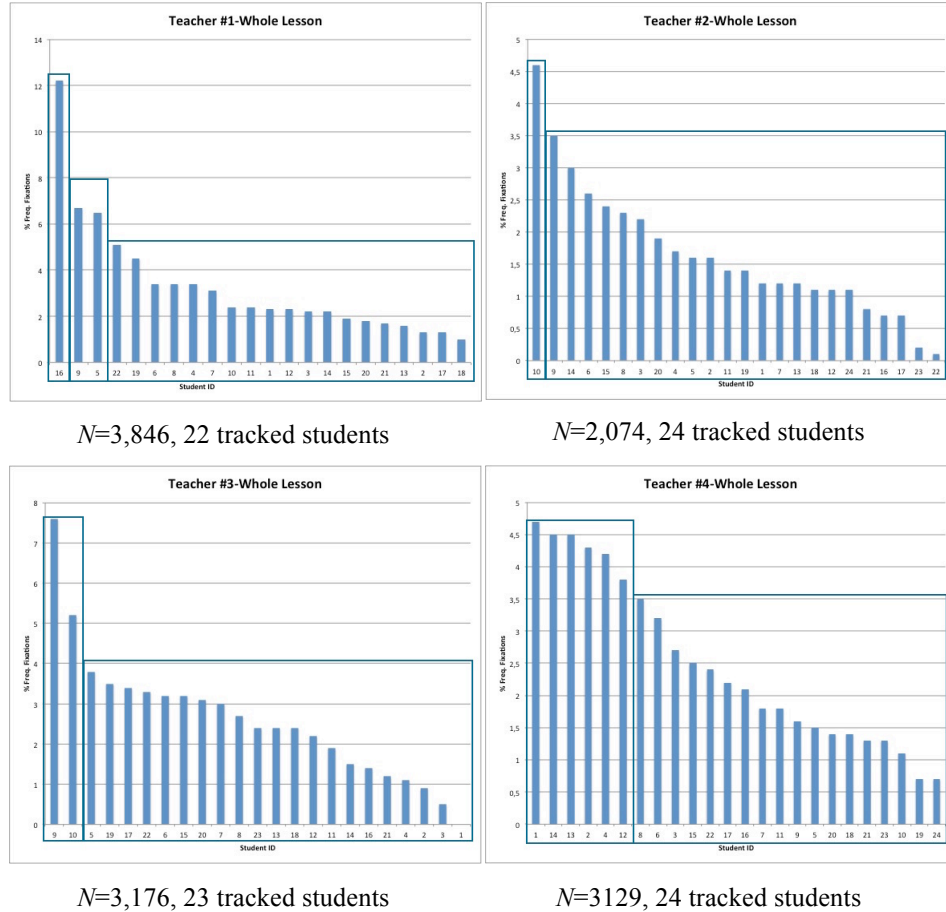 Teacher #1-Whole Lesson
14
12
10
8
6
4
2
0
% Freq. Fixations
16 9 5 22 19 6 8 4 7 10 11 1 12 3 14 15 20 21 13 2 17 18
Student ID
N=3,846, 22 tracked students
Teacher #2-Whole Lesson
5
4,5
4
3,5
3
2,5
2
1,5
1
0,5
0
% Freq. Fixations
10 9 14 6 15 8 3 20 4 5 2 11 19 1 7 13 18 12 24 21 16 17 23 22
Student ID
N=2,074, 24 tracked students
Teacher #3-Whole Lesson
8
7
6
5
4
3
2
1
0
% Freq. Fixations
9 10 5 19 17 22 6 15 20 7 8 23 13 18 12 11 14 16 21 4 2 3 1
Student ID
N=3,176, 23 tracked students
Teacher #4-Whole Lesson
5
4,5
4
3,5
3
2,5
2
1,5
1
0,5
0
% Freq. Fixations
1 14 13 2 4 12 8 6 3 15 22 17 16 7 11 9 5 20 18 21 23 10 19 24
Student ID
N=3129, 24 tracked students